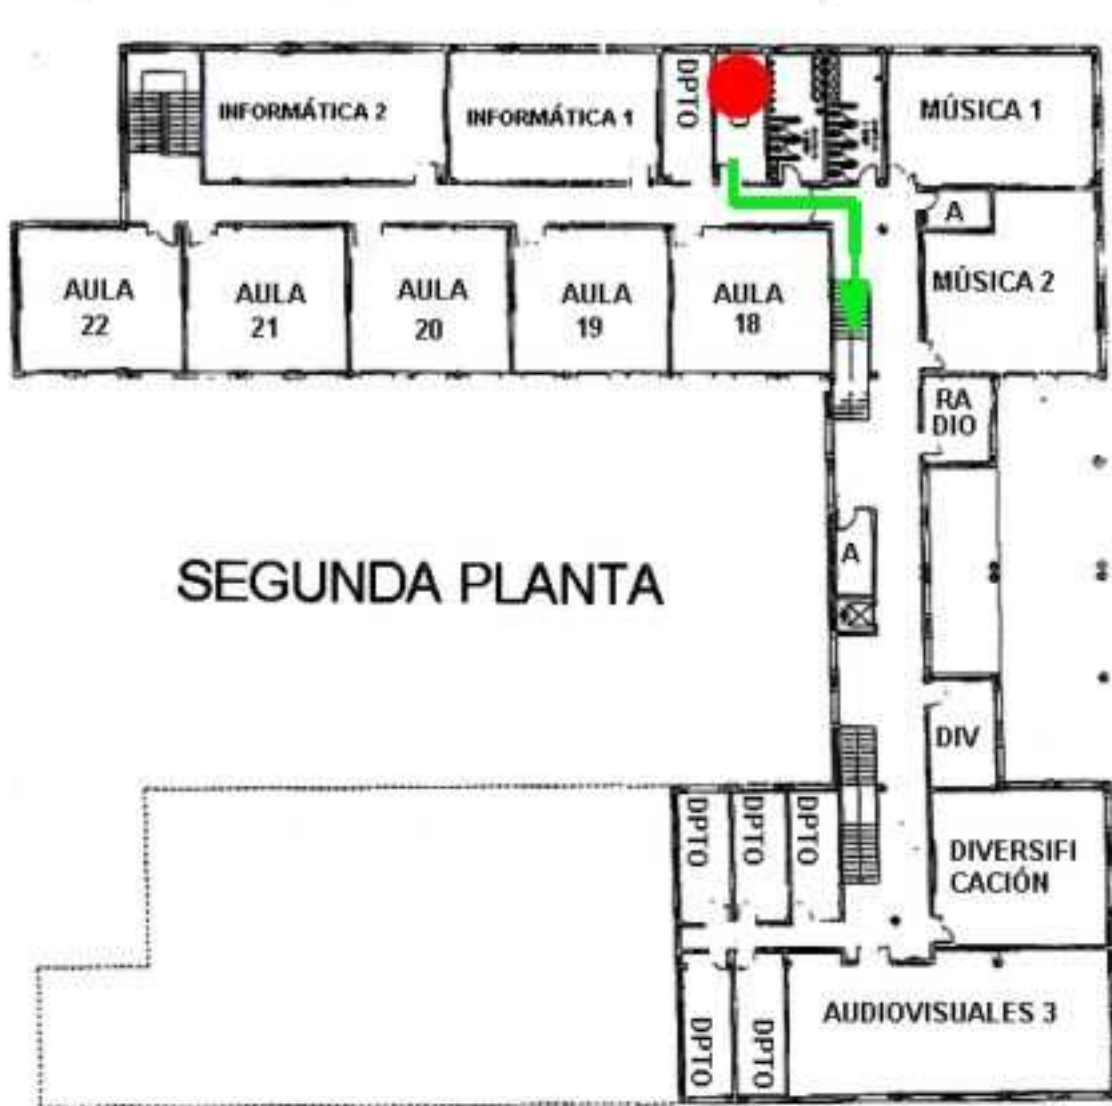 INFORMÁTICA 2
INFORMÁTICA 1
DPTO
MÚSICA 1
A
MÚSICA 2
AULA
22
AULA
21
AULA
20
AULA
19
AULA
18
RA
DIO
A
SEGUNDA PLANTA
DIV
DPTO
DPTO
DPTO
DIVERSIFI
CACIÓN
DPTO
DPTO
AUDIOVISUALES 3